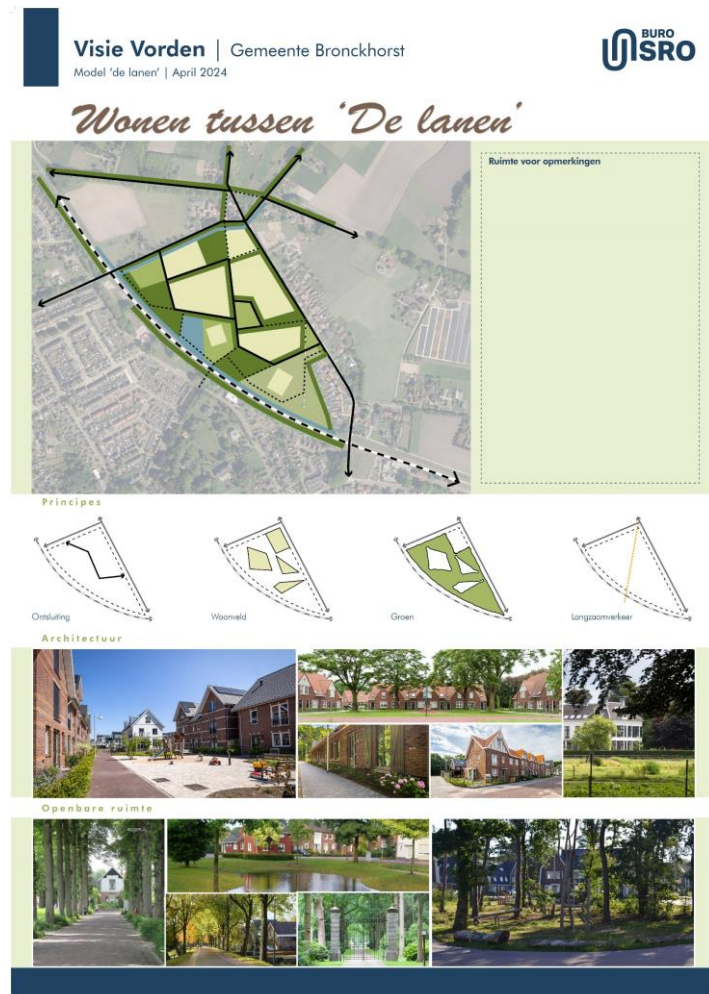 Visie Vorden | Gemeente Bronckhorst
Model ‘de lanen’ | April 2024
BURO
SRO
Wonen tussen ‘De lanen’
Ruimte voor opmerkingen
Principes
Ontsluiting
Woonveld
Groen
Langzaamverkeer
Architectuur
Openbare ruimte